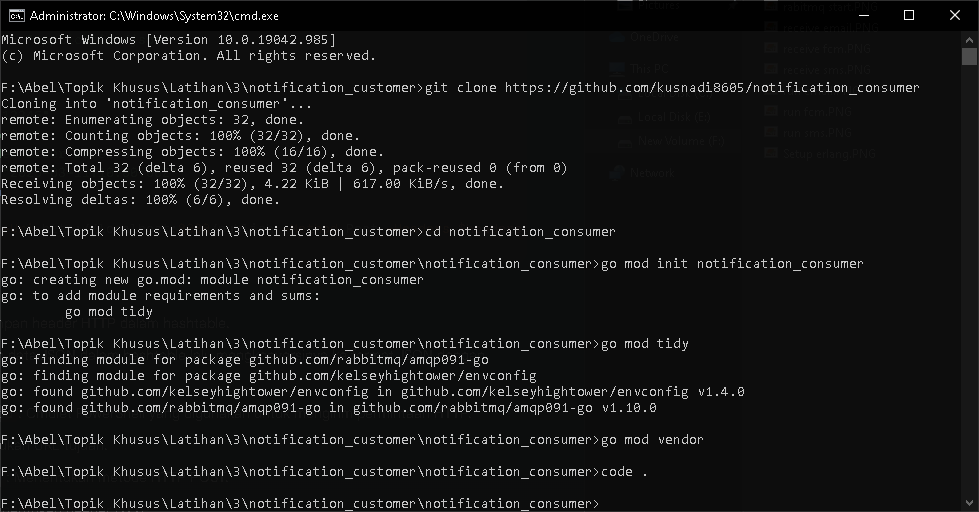 Administrator: C:\Windows\System32\cmd.exe
Microsoft Windows [Version 10.0.19042.985]
(c) Microsoft Corporation. All rights reserved.
F:\Abel\Topik Khusus\Latihan\3\notification_customer>git clone https://github.com/kusnadi8605/notification_consumer
Cloning into 'notification_consumer'...
remote: Enumerating objects: 32, done.
remote: Counting objects: 100% (32/32), done.
remote: Compressing objects: 100% (16/16), done.
remote: Total 32 (delta 6), reused 32 (delta 6), pack-reused 0 (from 0)
Receiving objects: 100% (32/32), 4.22 KiB | 617.00 KiB/s, done.
Resolving deltas: 100% (6/6), done.
F:\Abel\Topik Khusus\Latihan\3\notification_customer>cd notification_consumer
F:\Abel\Topik Khusus\Latihan\3\notification_customer\notification_consumer>go mod init notification_consumer
go: creating new go.mod: module notification_consumer
go: to add module requirements and sums:
go mod tidy
F:\Abel\Topik Khusus\Latihan\3\notification_customer\notification_consumer>go mod tidy
go: finding module for package github.com/rabbitmq/amqp091-go
go: finding module for package github.com/kelseyhightower/envconfig
go: found github.com/kelseyhightower/envconfig in github.com/kelseyhightower/envconfig v1.4.0
go: found github.com/rabbitmq/amqp091-go in github.com/rabbitmq/amqp091-go v1.10.0
F:\Abel\Topik Khusus\Latihan\3\notification_customer\notification_consumer>go mod vendor
F:\Abel\Topik Khusus\Latihan\3\notification_customer\notification_consumer>code .
F:\Abel\Topik Khusus\Latihan\3\notification_customer\notification_consumer>
OneDrive
This PC
Local Disk (E:)
New Volume (F:)
Network